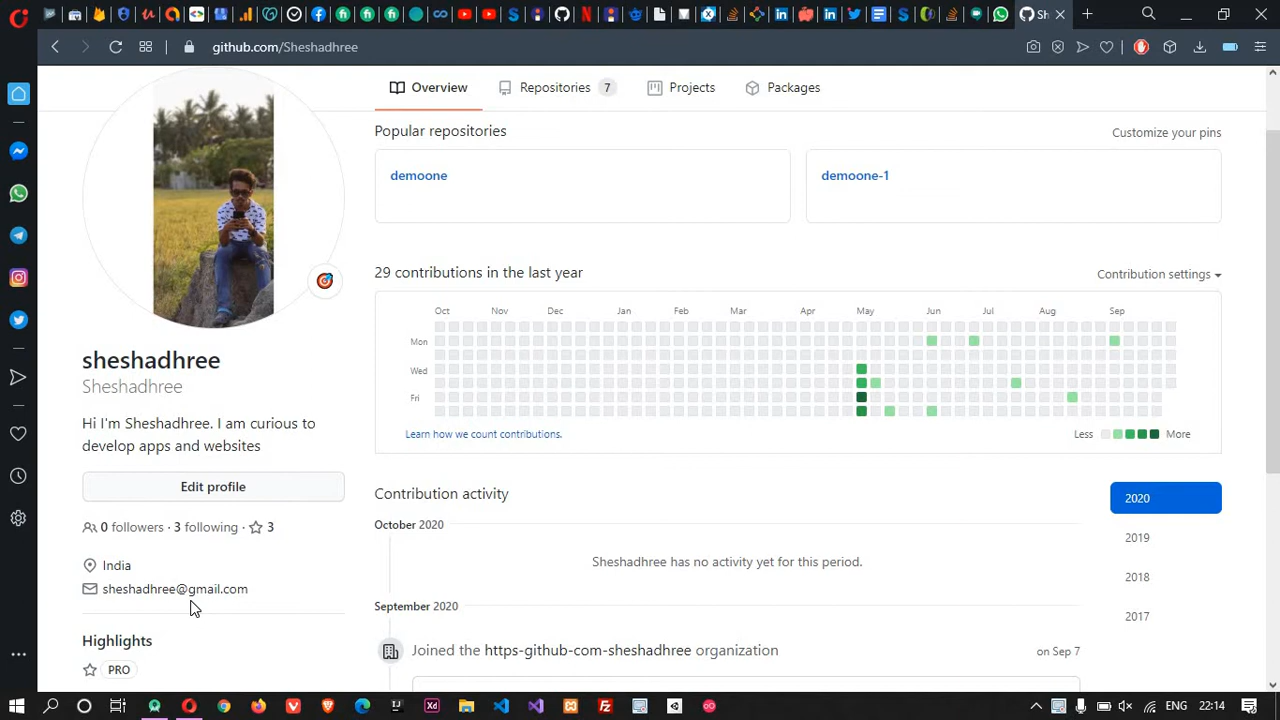 Sh
github.com/Sheshadhree
Overview
Repositories 7
Projects
Packages
Popular repositories
Customize your pins
demoone
demoone-1
29 contributions in the last year
Contribution settings
Oct Nov Dec Jan Feb Mar Apr May Jun Jul Aug Sep
Mon
Wed
Fri
Learn how we count contributions.
Less
More
sheshadhree
Sheshadhree
Hi I'm Sheshadhree. I am curious to
develop apps and websites
Edit profile
0 followers · 3 following · 3
India
sheshadhree@gmail.com
Highlights
PRO
Contribution activity
2020
2019
2018
2017
October 2020
Sheshadhree has no activity yet for this period.
September 2020
Joined the https-github-com-sheshadhree organization
on Sep 7
ENG
22:14